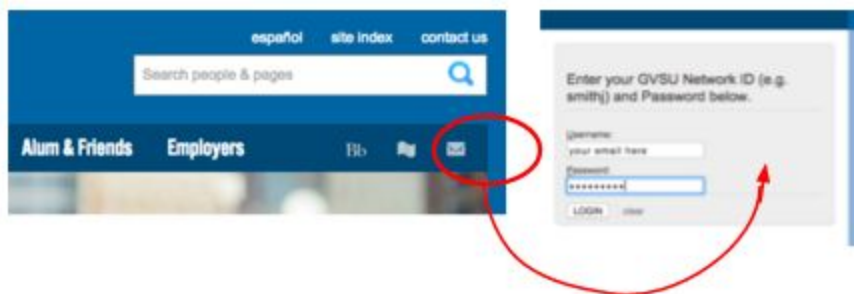 español site index contact us
Search people & pages
Alum & Friends Employers Bb
Enter your GVSU Network ID (e.g.
smithj) and Password below.
Username:
your email here
Password:
•••••••••
LOGIN clear